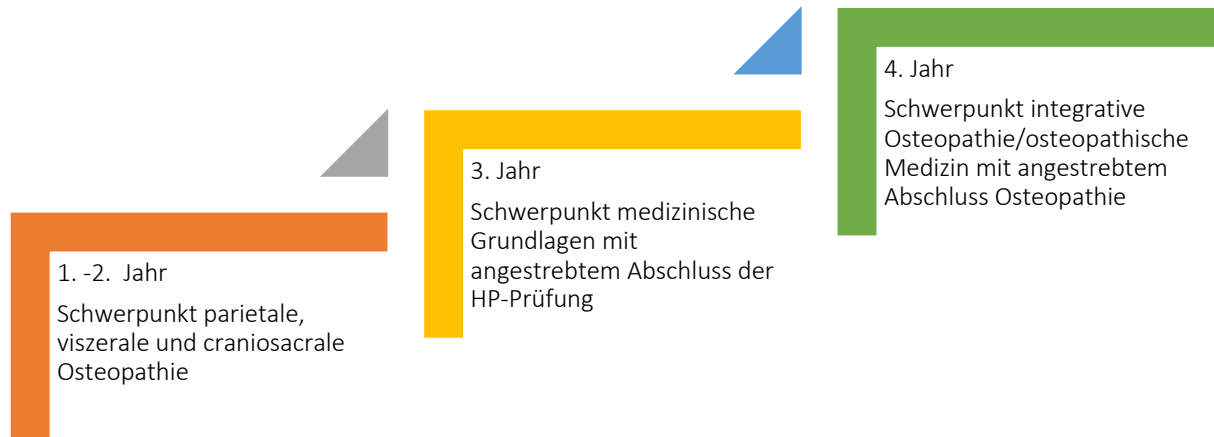 1. -2. Jahr
Schwerpunkt parietale,
viszerale und craniosacrale
Osteopathie
3. Jahr
Schwerpunkt medizinische
Grundlagen mit
angestrebtem Abschluss der
HP-Prüfung
4. Jahr
Schwerpunkt integrative
Osteopathie/osteopathische
Medizin mit angestrebtem
Abschluss Osteopathie